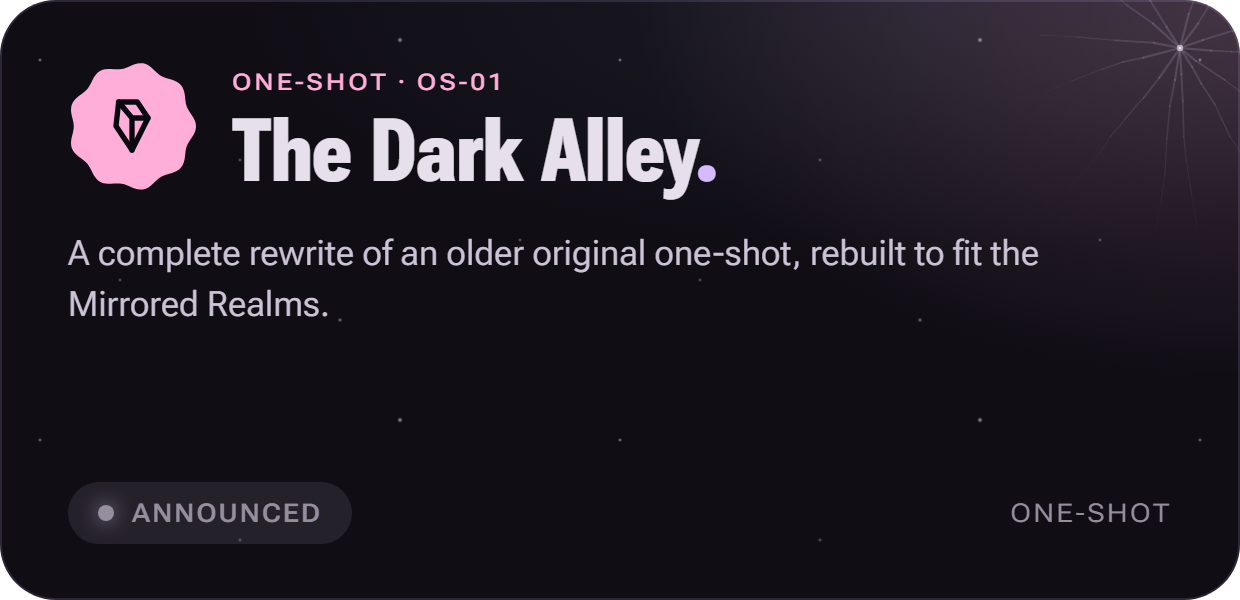 ONE-SHOT · OS-01
The Dark Alley.
A complete rewrite of an older original one-shot, rebuilt to fit the
Mirrored Realms.
ANNOUNCED
ONE-SHOT